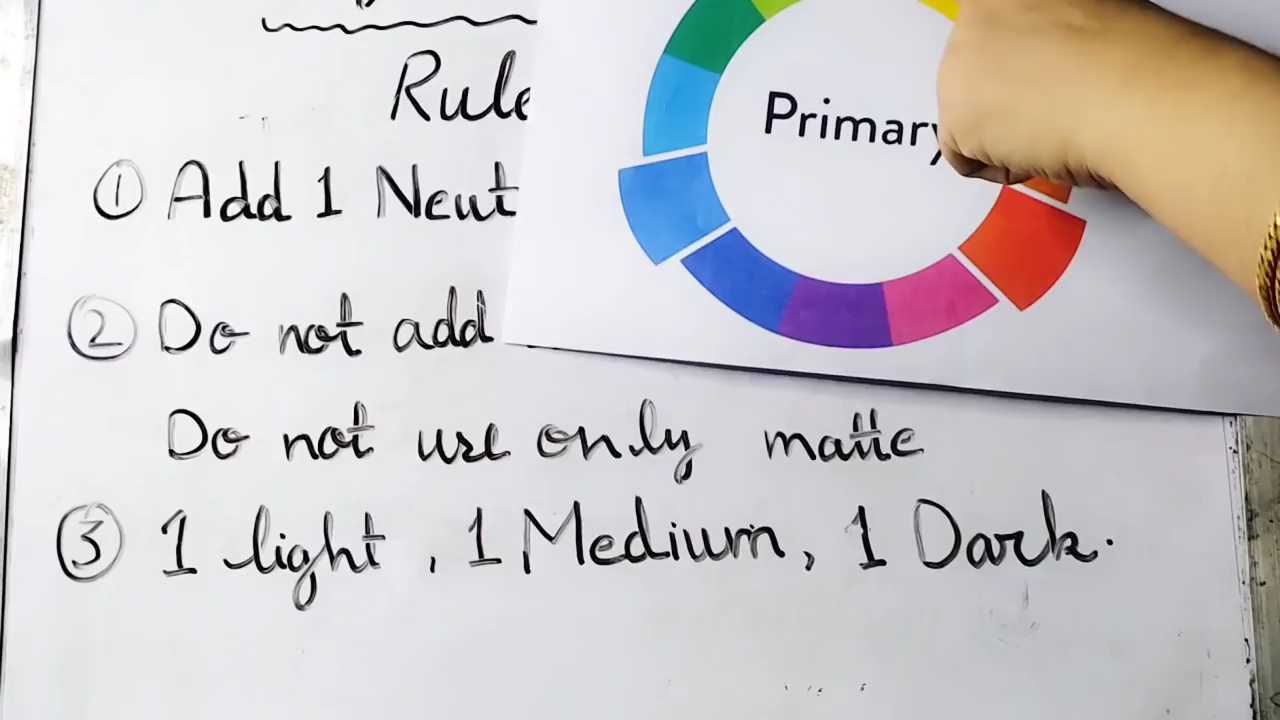 Rule
① Add 1 Neut
② Do not add
Do not use only matte
③ 1 light, 1 Medium, 1 Dark.
Primary